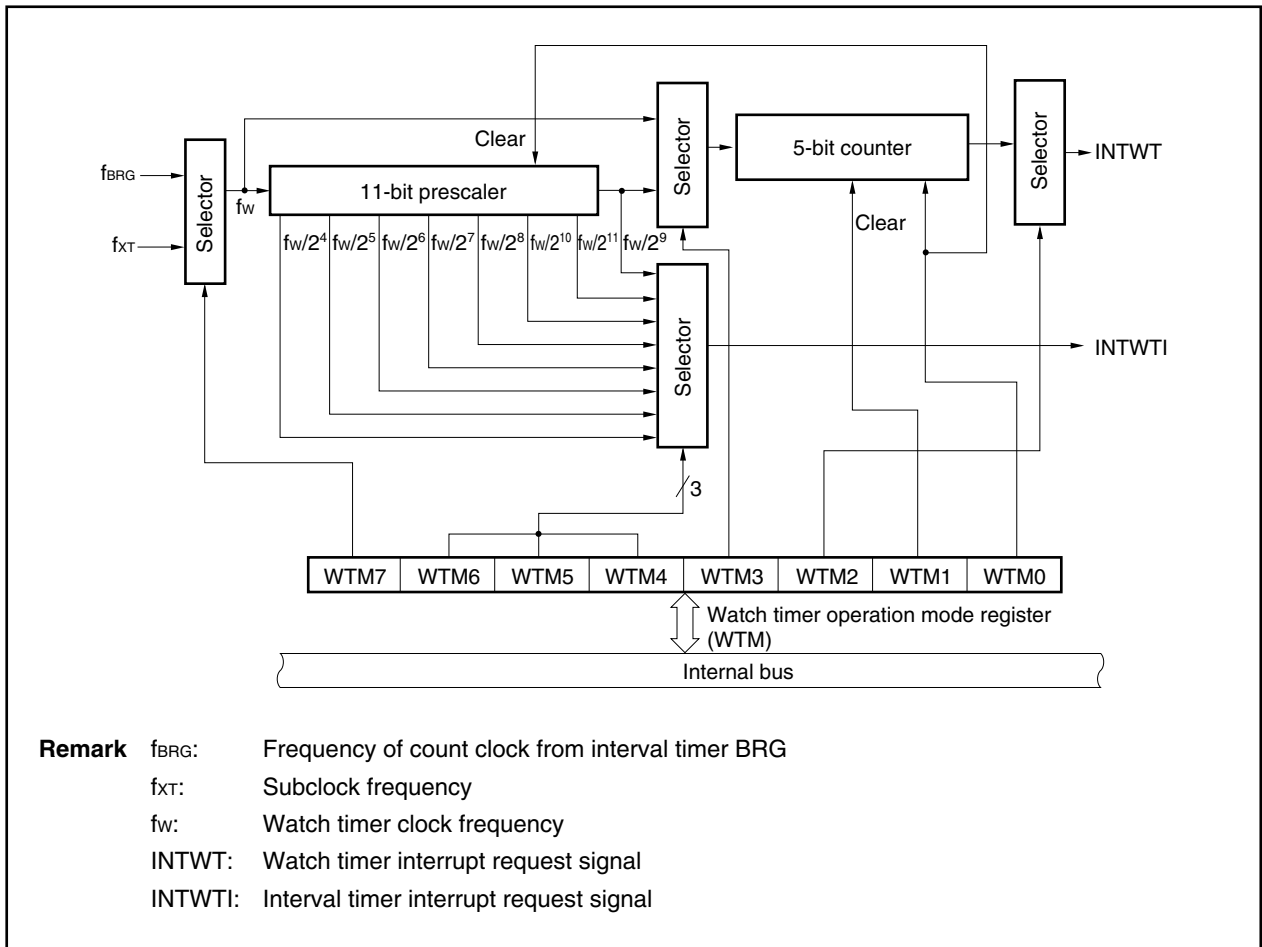 Clear
Selector
Selector
Selector
5-bit counter
INTWT
fBRG
11-bit prescaler
fW
Clear
fXT
fW/2⁴ fW/2⁵ fW/2⁶ fW/2⁷ fW/2⁸ fW/2¹⁰ fW/2¹¹ fW/2⁹
Selector
INTWTI
3
WTM7 WTM6 WTM5 WTM4 WTM3 WTM2 WTM1 WTM0
Watch timer operation mode register
(WTM)
Internal bus
Remark fBRG: Frequency of count clock from interval timer BRG
fXT: Subclock frequency
fW: Watch timer clock frequency
INTWT: Watch timer interrupt request signal
INTWTI: Interval timer interrupt request signal